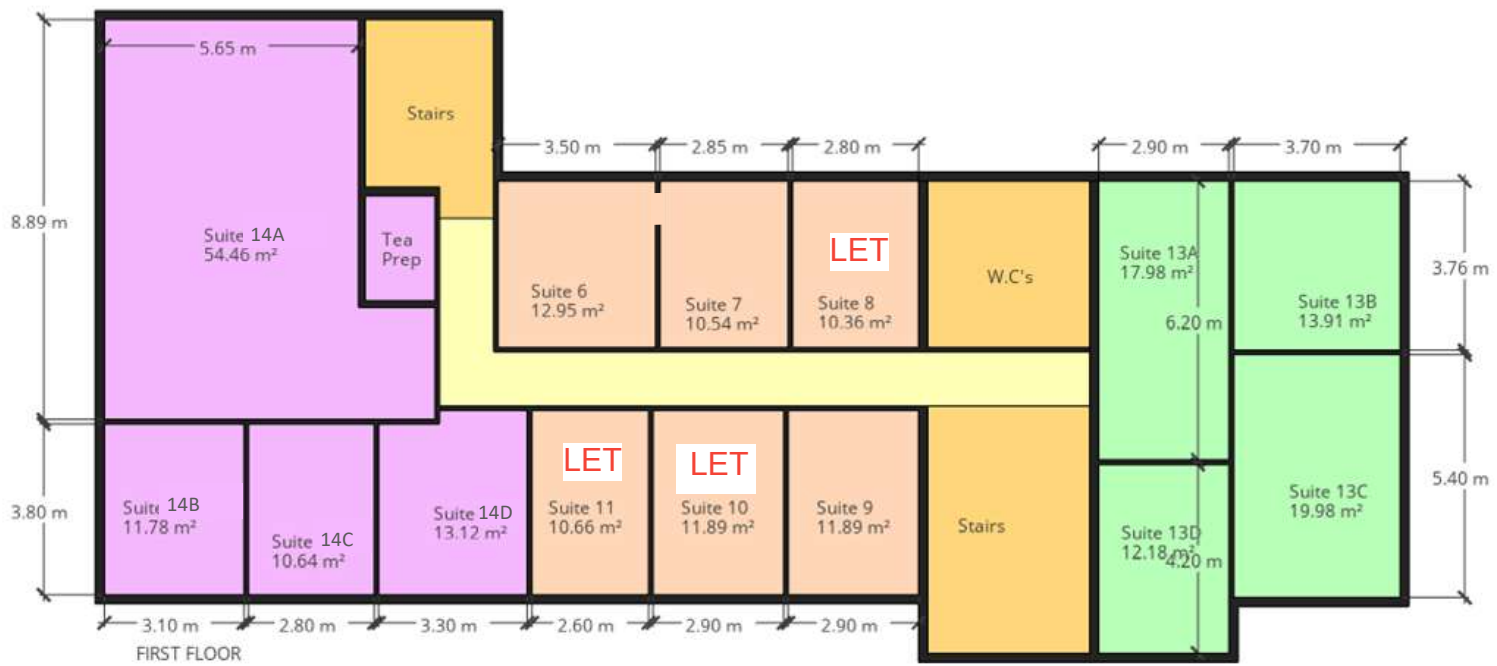 5.65 m
Stairs
3.50 m
2.85 m
2.80 m
2.90 m
3.70 m
8.89 m
Suite 14A
54.46 m²
Tea
Prep
LET
Suite 6
12.95 m²
Suite 7
10.54 m²
Suite 8
10.36 m²
W.C's
Suite 13A
17.98 m²
6.20 m
Suite 13B
13.91 m²
3.76 m
3.80 m
Suite 14B
11.78 m²
Suite 14C
10.64 m²
Suite 14D
13.12 m²
LET
Suite 11
10.66 m²
LET
Suite 10
11.89 m²
Suite 9
11.89 m²
Stairs
Suite 13D
12.18 m²
4.20 m
Suite 13C
19.98 m²
5.40 m
3.10 m
2.80 m
3.30 m
2.60 m
2.90 m
2.90 m
FIRST FLOOR